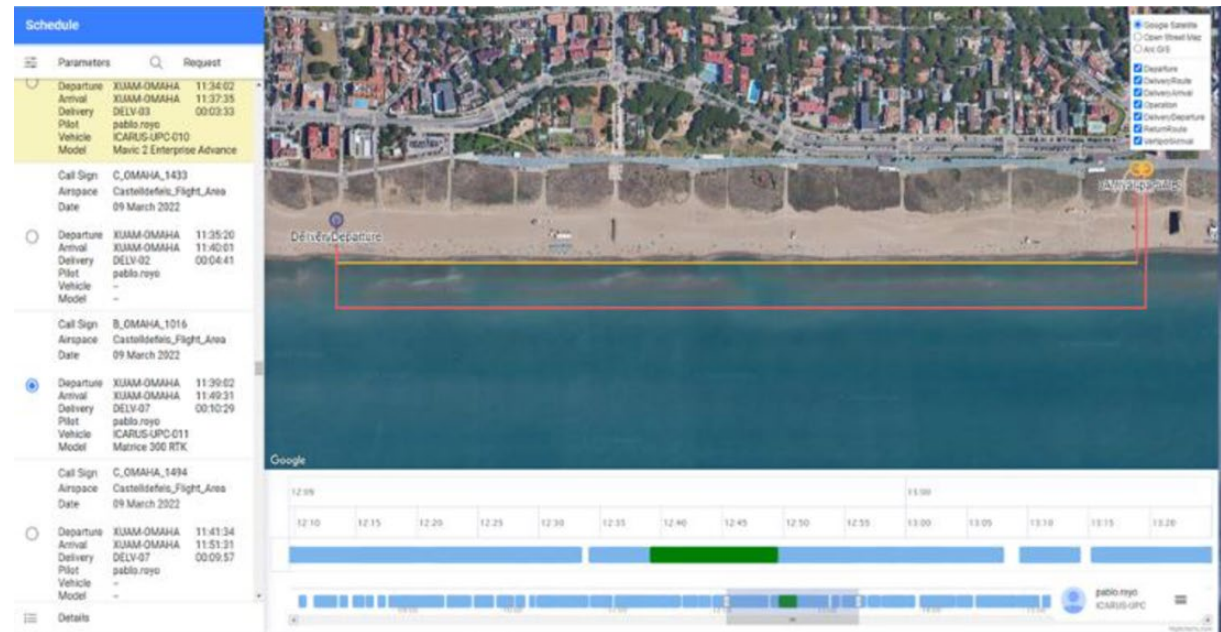 Schedule
Parameters Request
Departure XUAM-OMAHA 11:34:02
Arrival XUAM-OMAHA 11:37:35
Delivery DELV-03 00:03:33
Pilot pablo.royo
Vehicle ICARUS-UPC-010
Model Mavic 2 Enterprise Advance
Call Sign C_OMAHA_1433
Airspace Castelldefels_Flight_Area
Date 09 March 2022
Departure XUAM-OMAHA 11:35:20
Arrival XUAM-OMAHA 11:40:01
Delivery DELV-02 00:04:41
Pilot pablo.royo
Vehicle –
Model –
Call Sign B_OMAHA_1016
Airspace Castelldefels_Flight_Area
Date 09 March 2022
Departure XUAM-OMAHA 11:39:02
Arrival XUAM-OMAHA 11:49:31
Delivery DELV-07 00:10:29
Pilot pablo.royo
Vehicle ICARUS-UPC-011
Model Matrice 300 RTK
Call Sign C_OMAHA_1494
Airspace Castelldefels_Flight_Area
Date 09 March 2022
Departure XUAM-OMAHA 11:41:34
Arrival XUAM-OMAHA 11:51:31
Delivery DELV-07 00:09:57
Pilot pablo.royo
Vehicle –
Model –
Details
Google Satellite
Open Street Map
Arc GIS
Departure
DeliveryRoute
DeliveryArrival
Operation
DeliveryDeparture
ReturnRoute
VertiportArrival
Google
12:09 13:00
12:10 12:15 12:20 12:25 12:30 12:35 12:40 12:45 12:50 12:55 13:00 13:05 13:10 13:15 13:20
pablo.royo
ICARUS-UPC